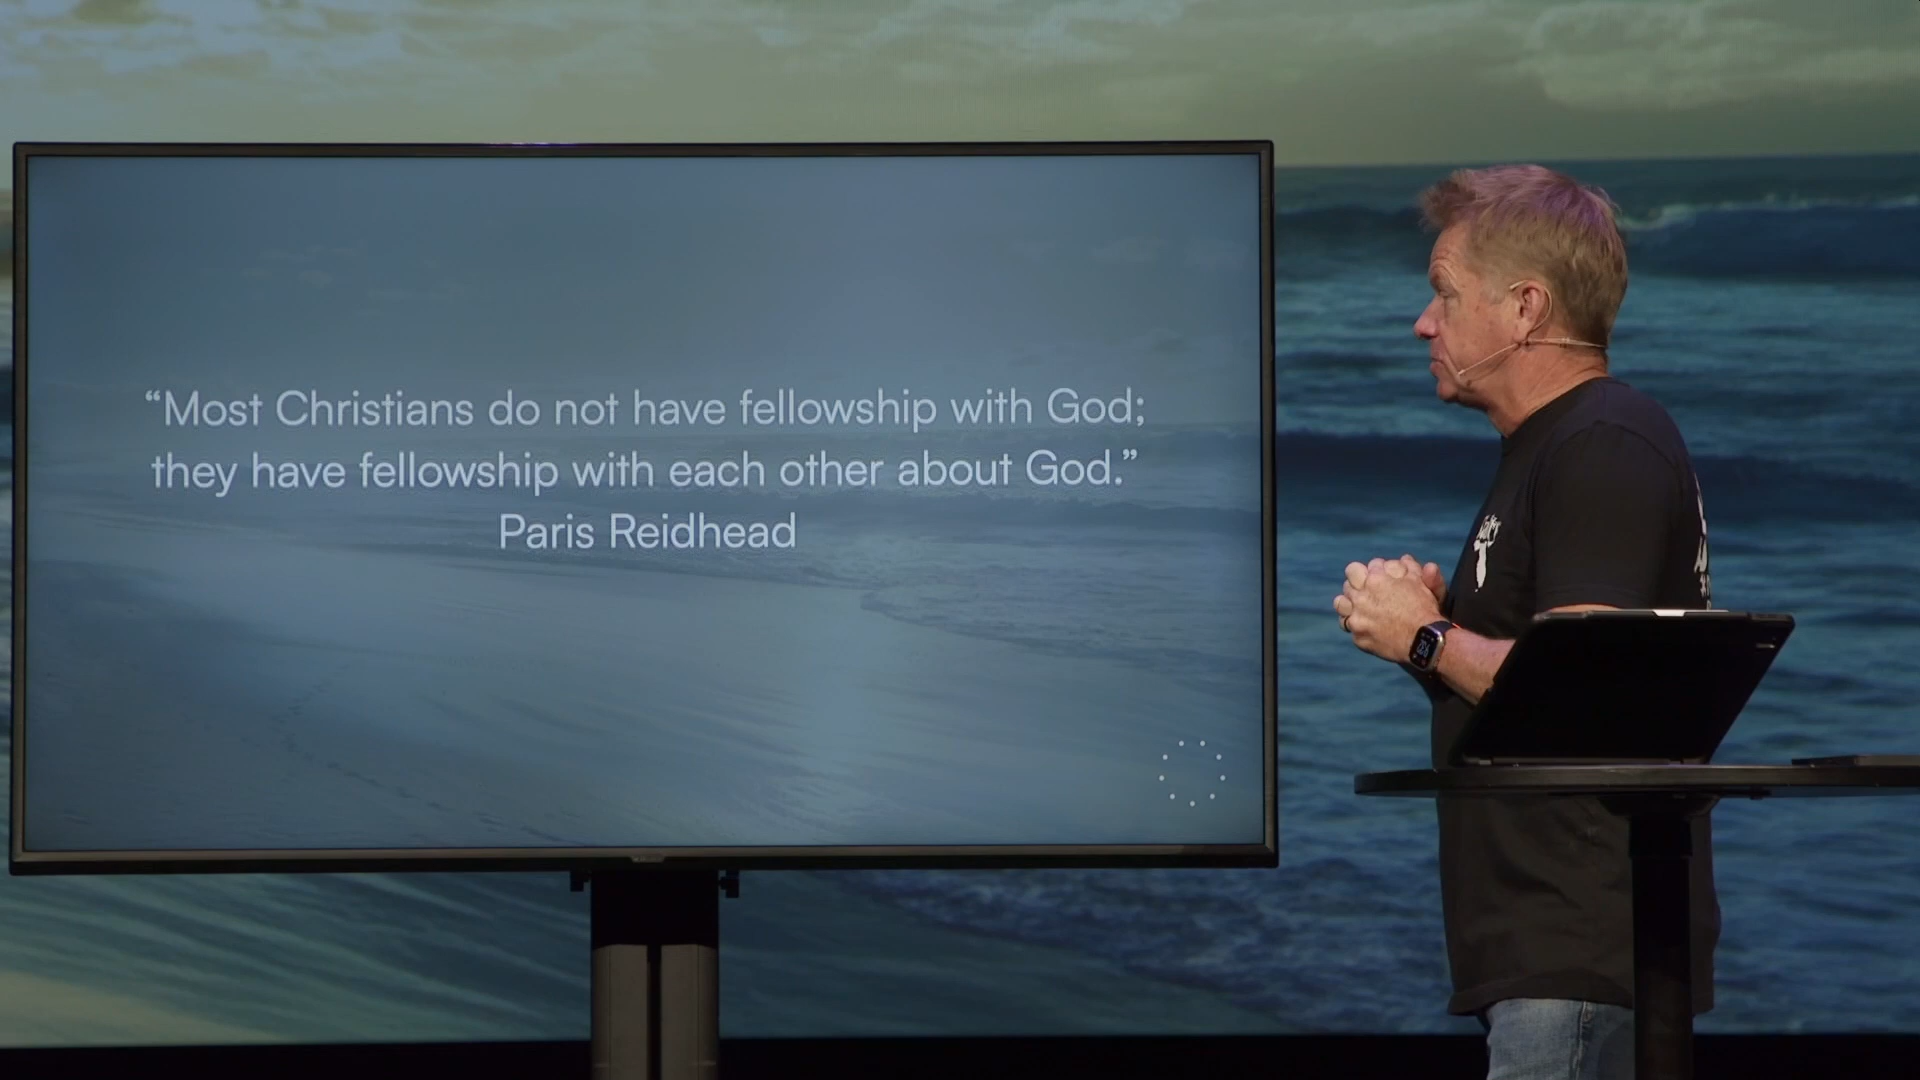 “Most Christians do not have fellowship with God;
they have fellowship with each other about God.”
Paris Reidhead